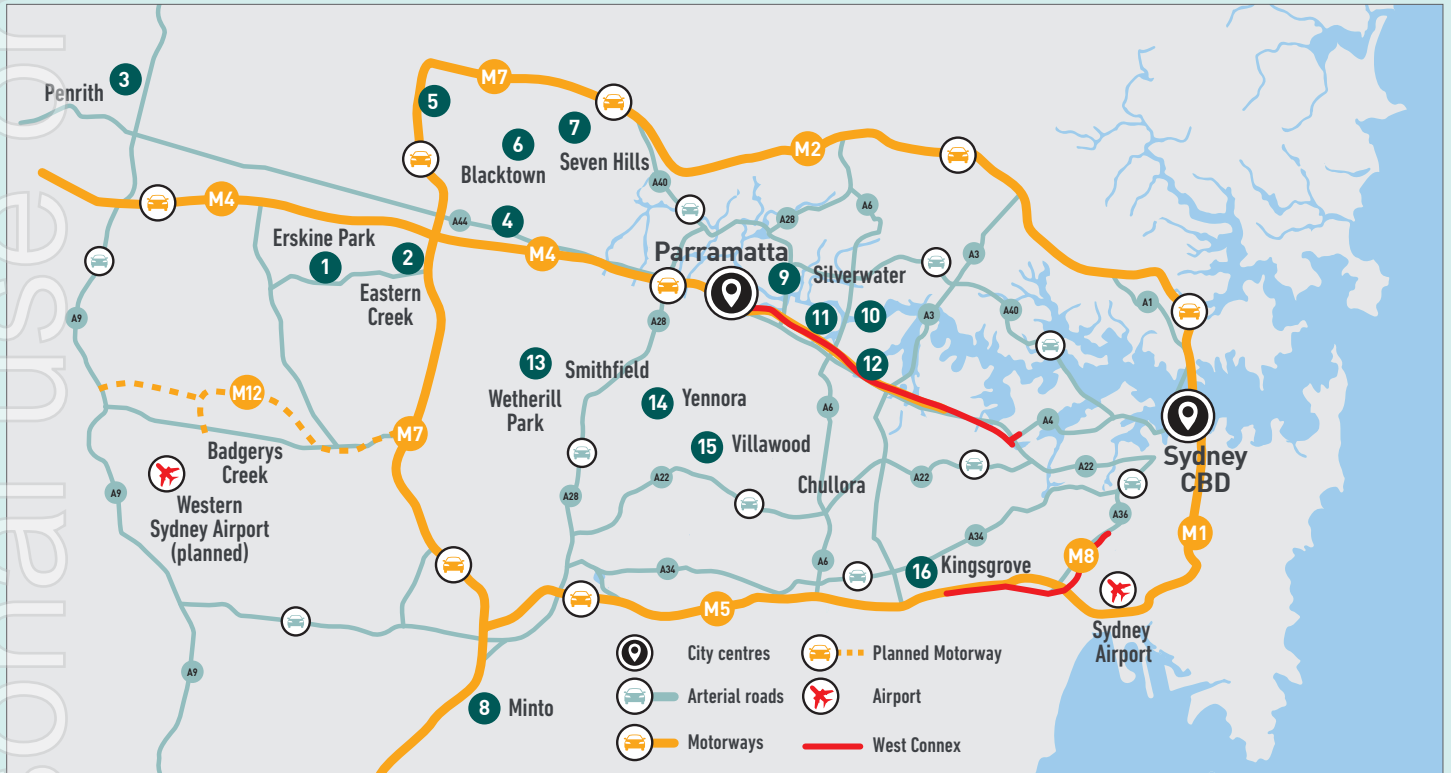 sonal use or
3
Penrith
M7
5
7
6
Seven Hills
Blacktown
M2
A40
A6
M4
A44
4
A28
Erskine Park
1
2
Eastern
Creek
M4
Parramatta
9
Silverwater
A3
A9
A28
11
10
A3
A40
A1
12
13
Smithfield
Wetherill
Park
14
Yennora
M12
A6
A4
M7
15
Villawood
Badgerys
Creek
Sydney
CBD
Western
Sydney Airport
(planned)
A9
A28
A22
Chullora
A22
A22
A36
A34
M1
A34
A6
16
Kingsgrove
M8
M5
Sydney
Airport
A9
8
Minto
City centres
Planned Motorway
Arterial roads
Airport
Motorways
West Connex